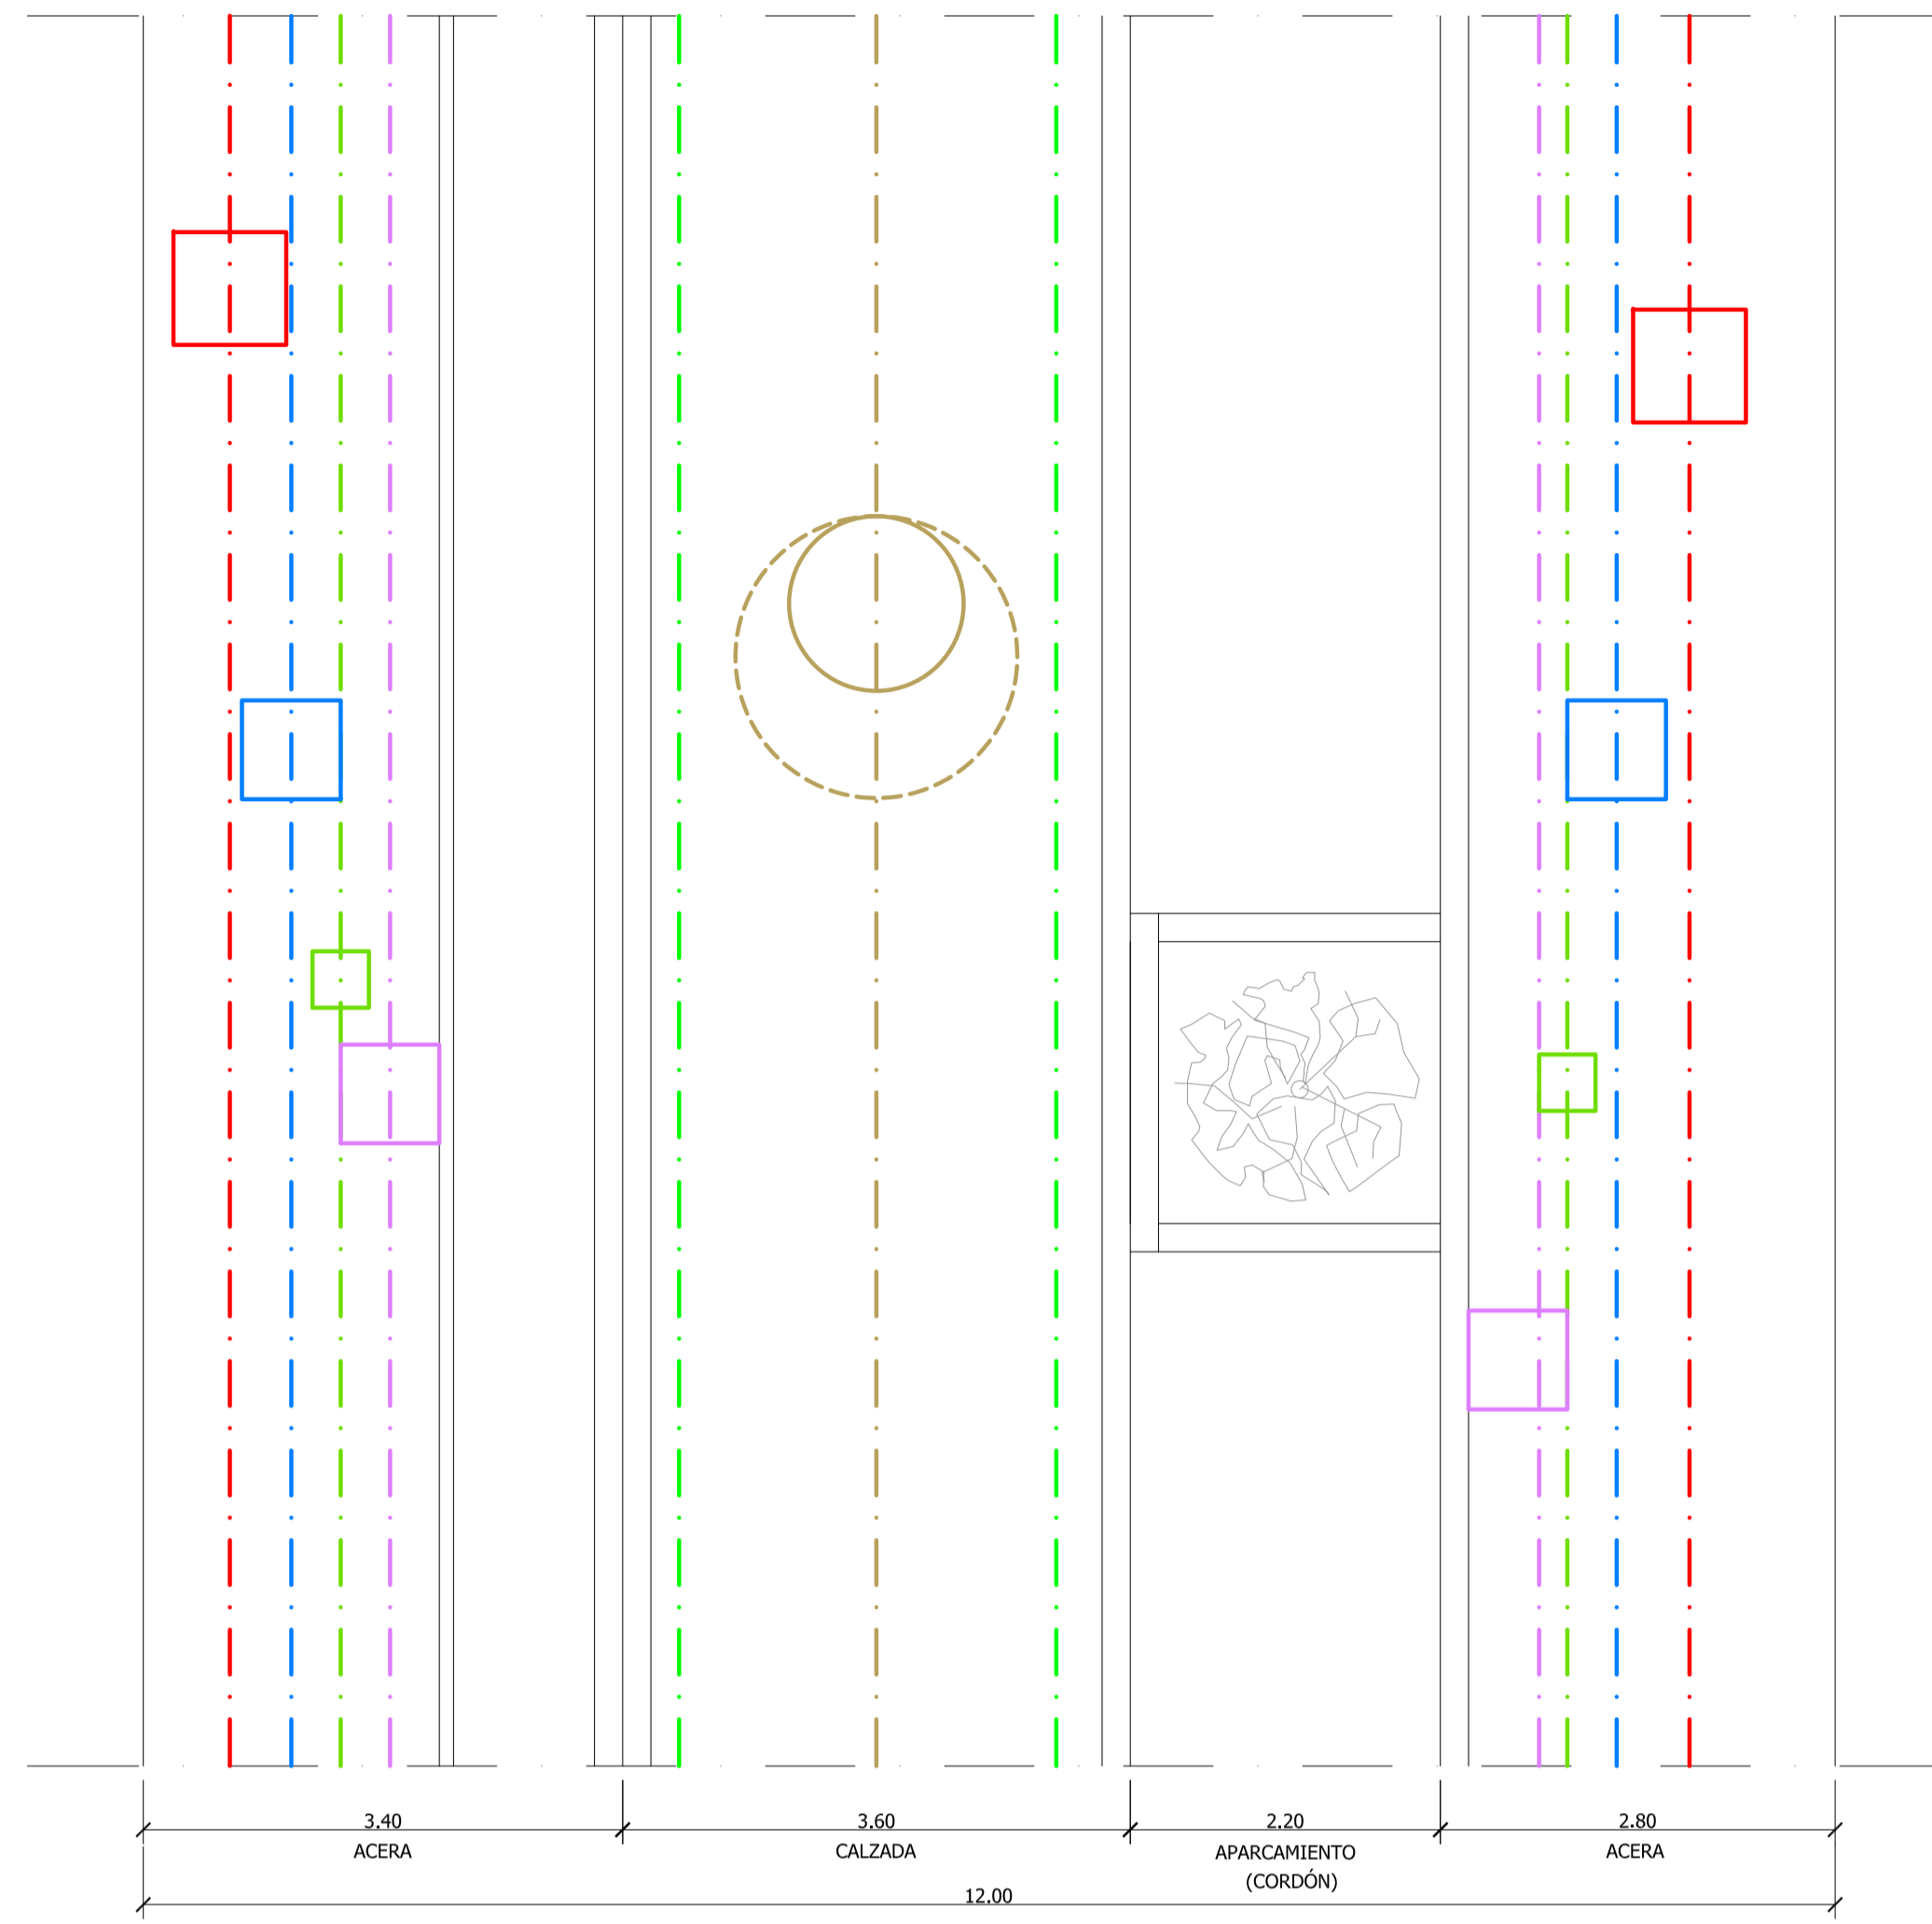 3.40
3.60
2.20
2.80
ACERA
CALZADA
APARCAMIENTO
(CORDÓN)
ACERA
12.00